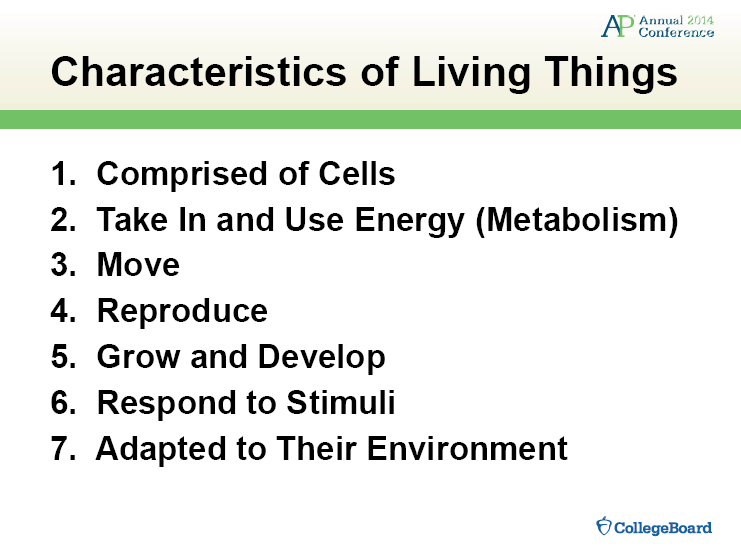 AP Annual 2014
Conference
Characteristics of Living Things
1. Comprised of Cells
2. Take In and Use Energy (Metabolism)
3. Move
4. Reproduce
5. Grow and Develop
6. Respond to Stimuli
7. Adapted to Their Environment
CollegeBoard